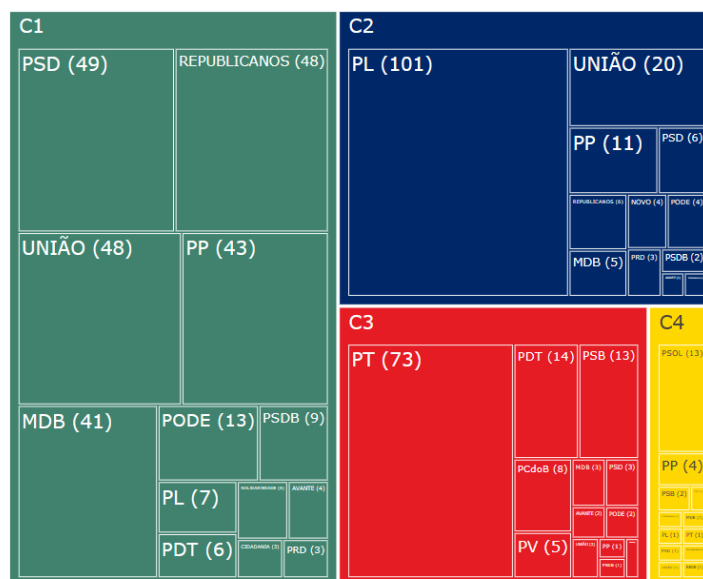 C1
PSD (49)
REPUBLICANOS (48)
UNIÃO (48)
PP (43)
MDB (41)
PODE (13)
PSDB (9)
PL (7)
AVANTE (4)
PDT (6)
CIDADANIA (3)
PRD (3)
C2
PL (101)
UNIÃO (20)
PP (11)
PSD (6)
REPUBLICANOS (6)
NOVO (4)
PODE (4)
MDB (5)
PRD (3)
PSDB (2)
C3
PT (73)
PDT (14)
PSB (13)
PCdoB (8)
MDB (3)
PSD (3)
AVANTE (2)
PODE (2)
PV (5)
UNIÃO (2)
PP (1)
C4
PSOL (13)
PP (4)
PSB (2)
PL (1)
PT (1)